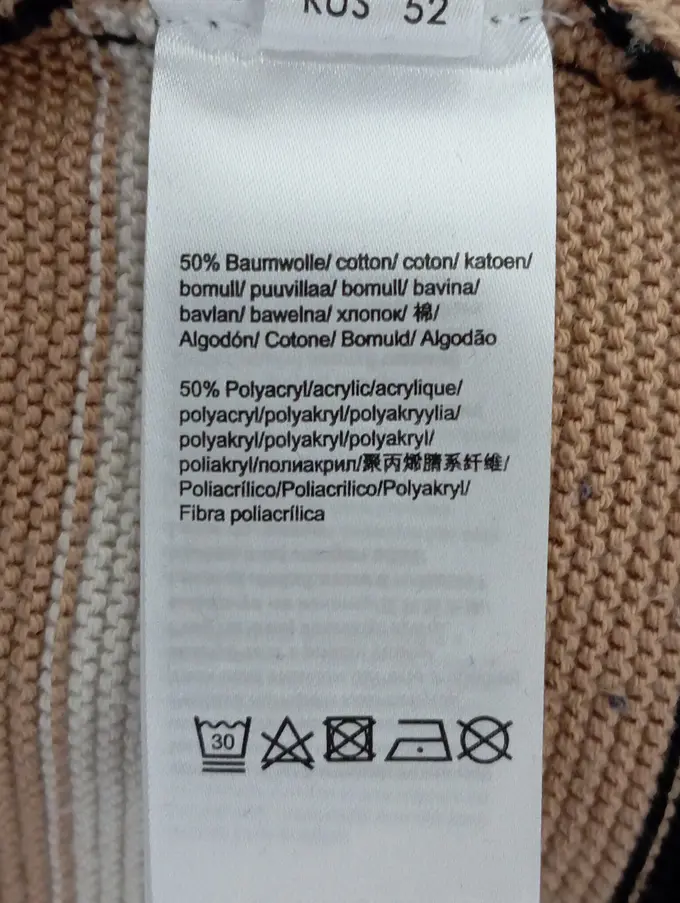 RUS 52
50% Baumwolle/ cotton/ coton/ katoen/
bomull/ puuvillaa/ bomull/ bavina/
bavlan/ bawelna/ хлопок/ 棉/
Algodón/ Cotone/ Bomuld/ Algodão
50% Polyacryl/acrylic/acrylique/
polyacryl/polyakryl/polyakryylia/
polyakryl/polyakryl/polyakryl/
poliakryl/полиакрил/聚丙烯腈系纤维/
Poliacrílico/Poliacrilico/Polyakryl/
Fibra poliacrílica
30